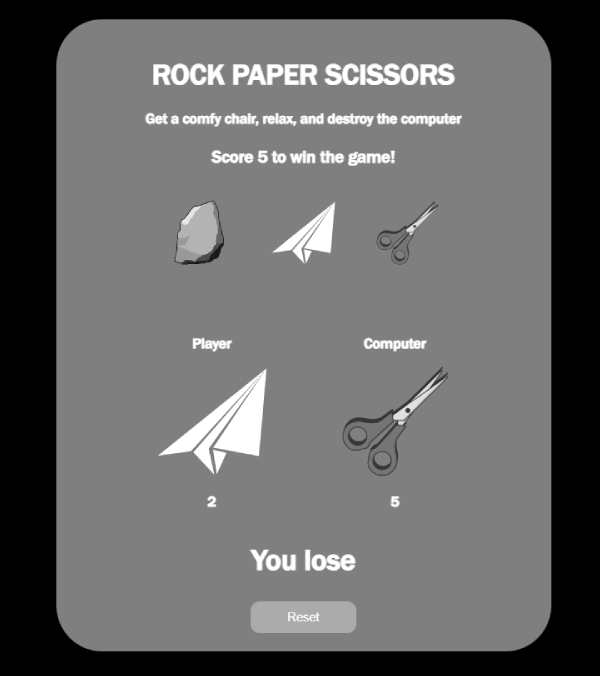 ROCK PAPER SCISSORS
Get a comfy chair, relax, and destroy the computer
Score 5 to win the game!
Player
Computer
2
5
You lose
Reset